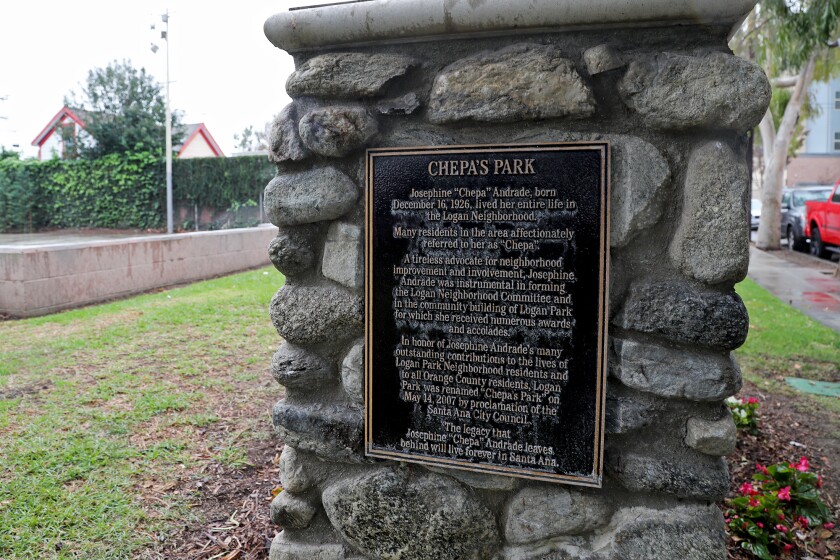 CHEPA'S PARK
Josephine "Chepa" Andrade, born
December 16, 1926, lived her entire life in
the Logan Neighborhood.
Many residents in the area affectionately
referred to her as "Chepa".
A tireless advocate for neighborhood
improvement and involvement, Josephine
Andrade was instrumental in forming
the Logan Neighborhood Committee and
in the community building of Logan Park
for which she received numerous awards
and accolades.
In honor of Josephine Andrade's many
outstanding contributions to the lives of
Logan Park Neighborhood residents and
to all Orange County residents, Logan
Park was renamed "Chepa's Park" on
May 14, 2007 by proclamation of the
Santa Ana City Council.
The legacy that
Josephine "Chepa" Andrade leaves
behind will live forever in Santa Ana.